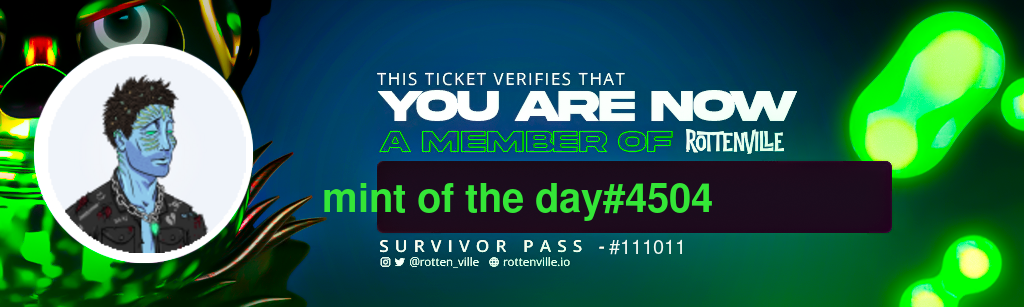 THIS TICKET VERIFIES THAT
YOU ARE NOW
A MEMBER OF ROTTENVILLE
mint of the day#4504
SURVIVOR PASS -#111011
@rotten_ville rottenville.io